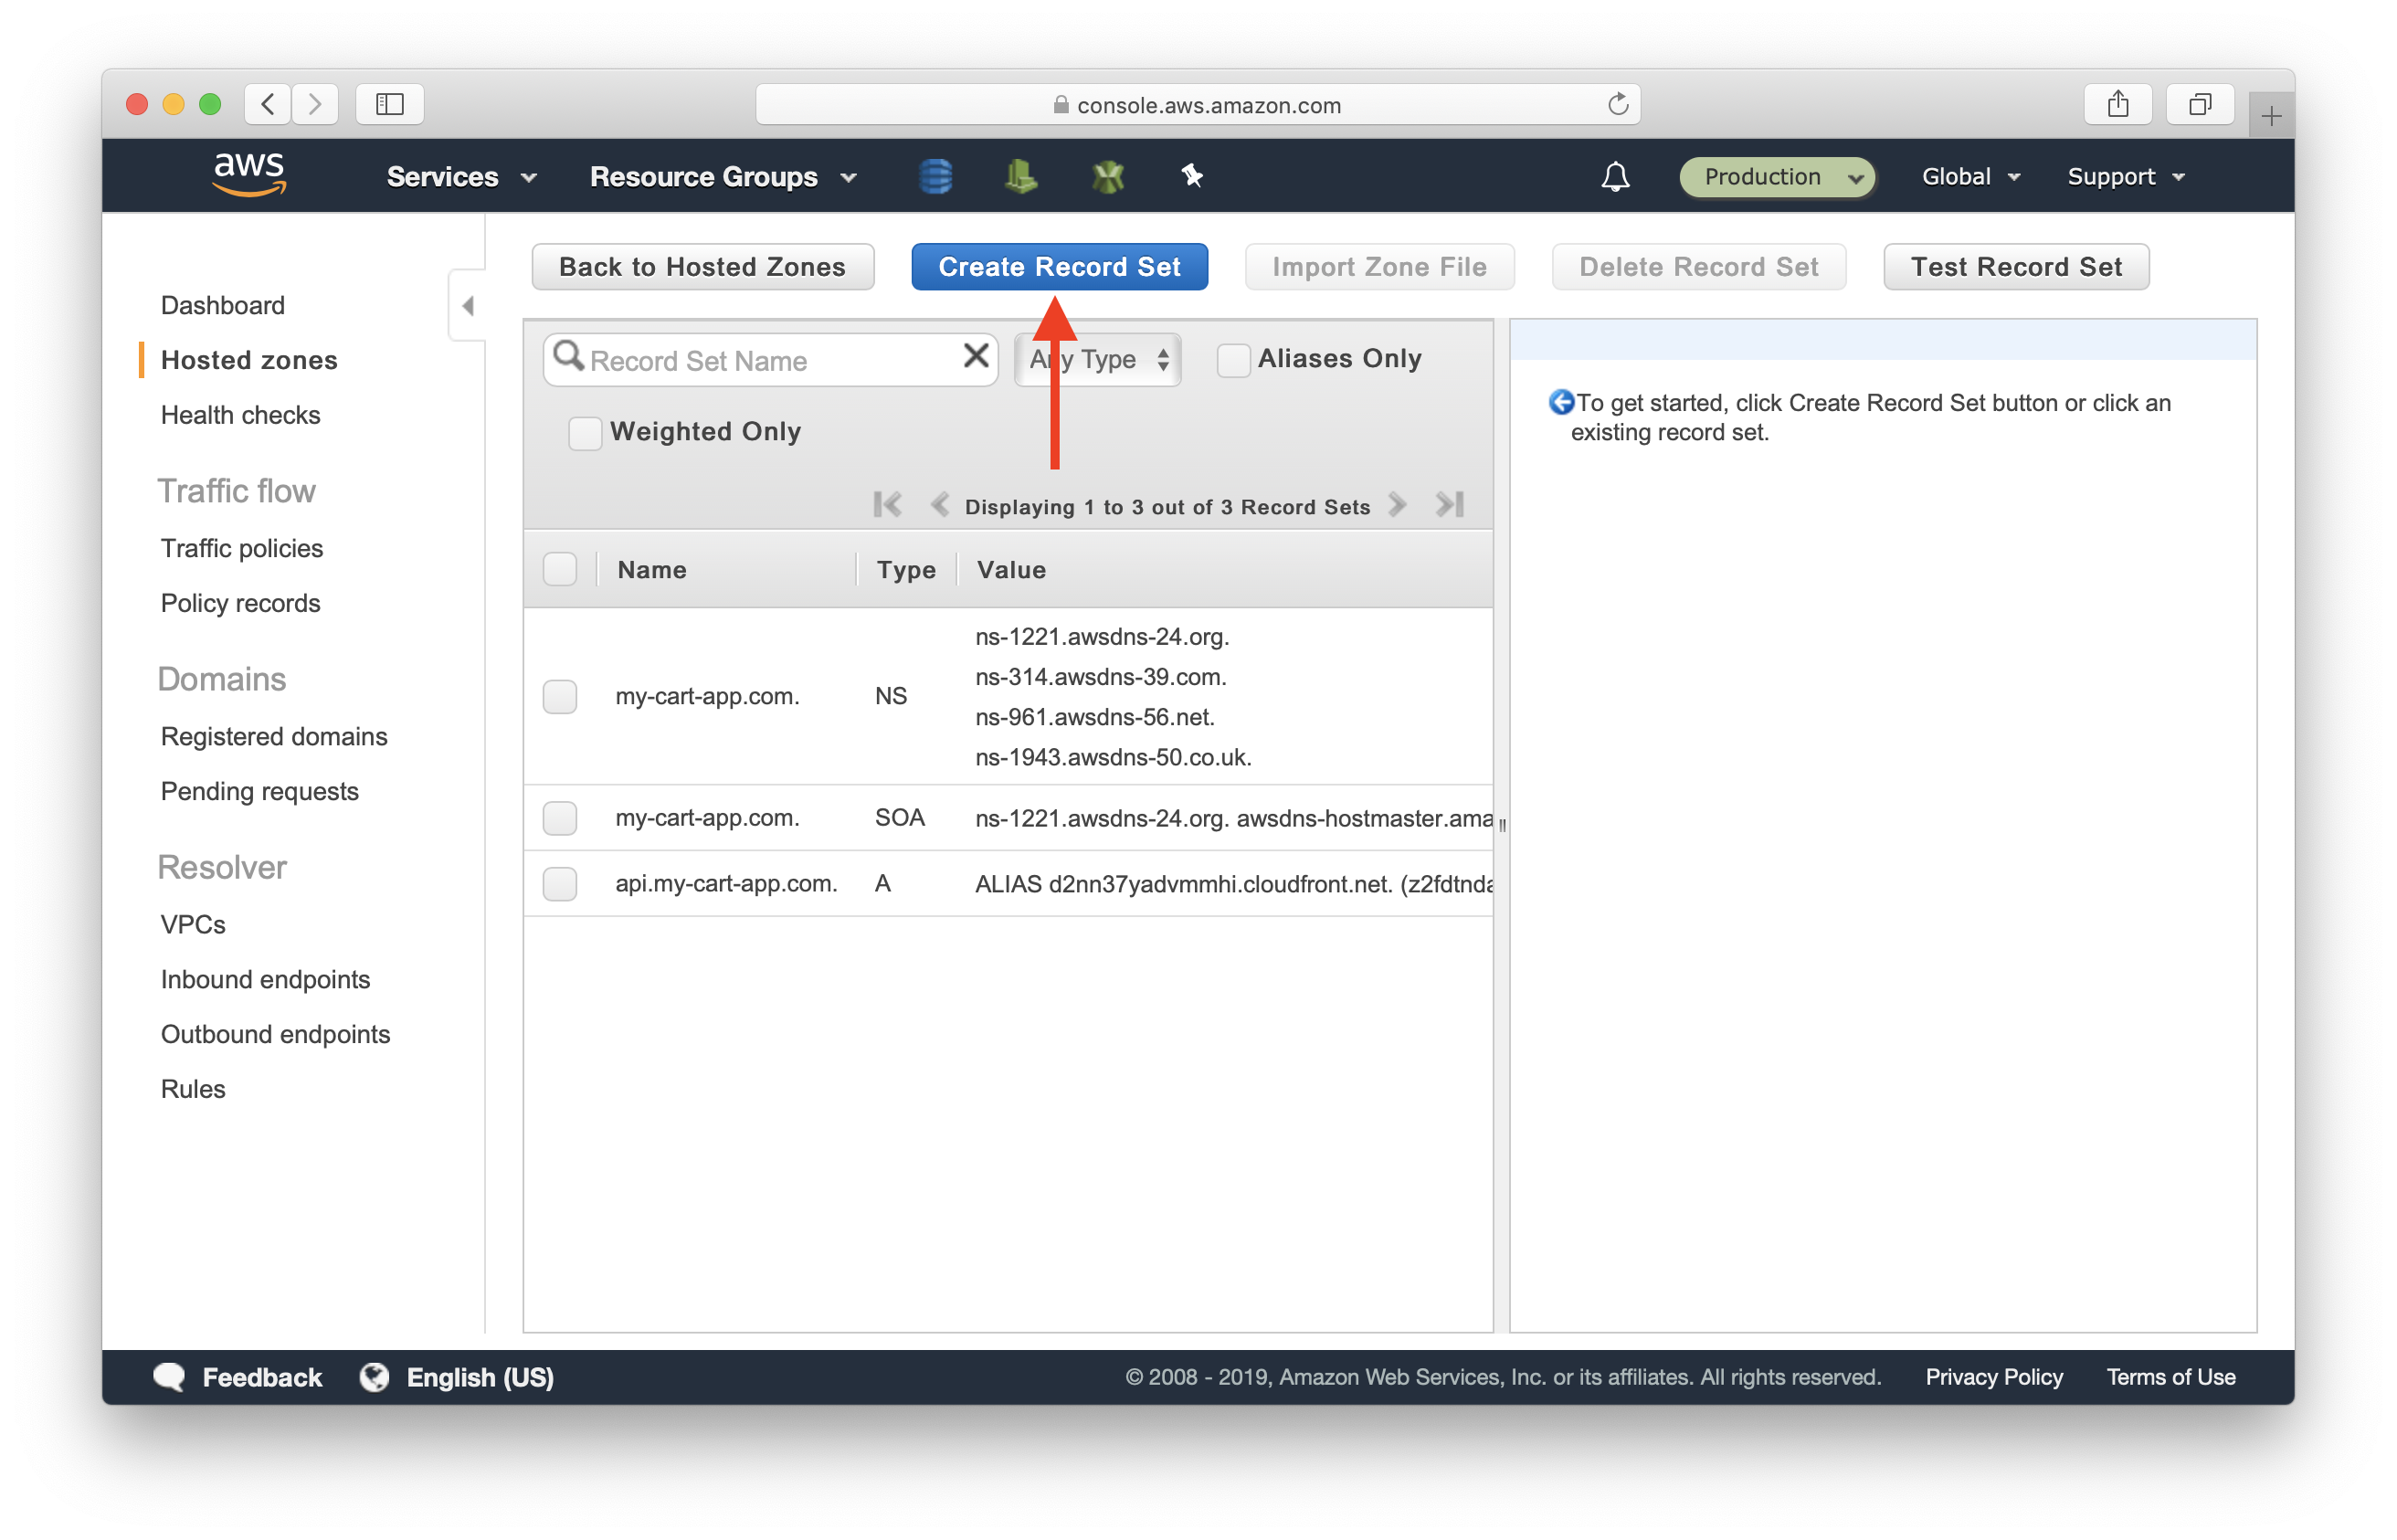 console.aws.amazon.com
aws Services Resource Groups Production Global Support
Back to Hosted Zones Create Record Set Import Zone File Delete Record Set Test Record Set
Dashboard
Hosted zones
Health checks
Traffic flow
Traffic policies
Policy records
Domains
Registered domains
Pending requests
Resolver
VPCs
Inbound endpoints
Outbound endpoints
Rules
Record Set Name Any Type Aliases Only
Weighted Only
Displaying 1 to 3 out of 3 Record Sets
Name Type Value
my-cart-app.com. NS ns-1221.awsdns-24.org.
ns-314.awsdns-39.com.
ns-961.awsdns-56.net.
ns-1943.awsdns-50.co.uk.
my-cart-app.com. SOA ns-1221.awsdns-24.org. awsdns-hostmaster.ama
api.my-cart-app.com. A ALIAS d2nn37yadvmmhi.cloudfront.net. (z2fdtnda
To get started, click Create Record Set button or click an
existing record set.
Feedback English (US) © 2008 - 2019, Amazon Web Services, Inc. or its affiliates. All rights reserved. Privacy Policy Terms of Use